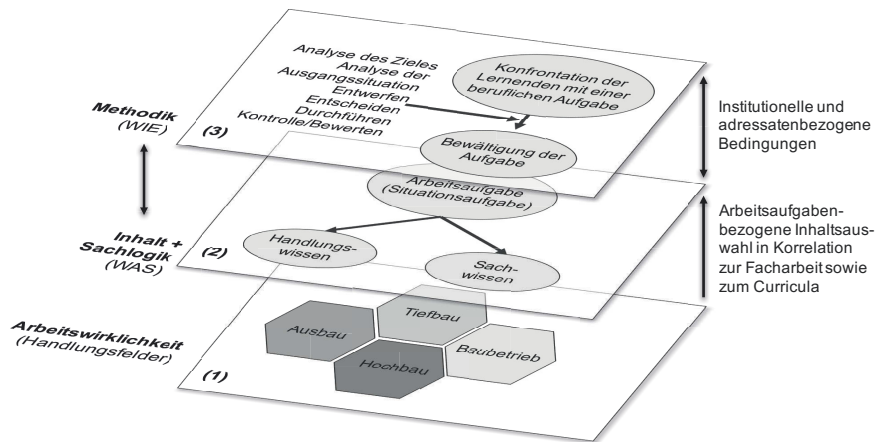 Analyse des Zieles
Analyse der
Ausgangssituation
Entwerfen
Entscheiden
Durchführen
Kontrolle/Bewerten
Konfrontation der
Lernenden mit einer
beruflichen Aufgabe
Methodik
(WIE)
(3)
Bewältigung der
Aufgabe
Institutionelle und
adressatenbezogene
Bedingungen
Arbeitsaufgabe
(Situationsaufgabe)
Inhalt +
Sachlogik
(WAS)
(2)
Handlungs-
wissen
Sach-
wissen
Arbeitsaufgaben-
bezogene Inhaltsaus-
wahl in Korrelation
zur Facharbeit sowie
zum Curricula
Arbeitswirklichkeit
(Handlungsfelder)
(1)
Ausbau
Tiefbau
Hochbau
Baubetrieb